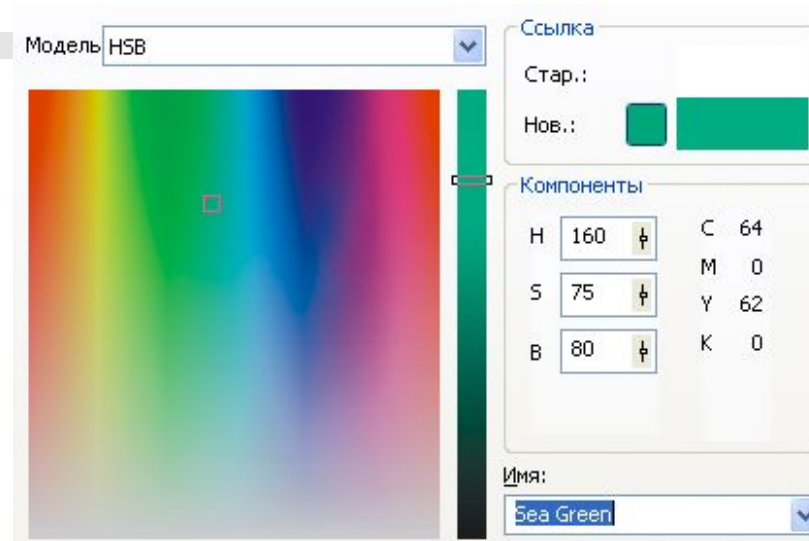 Модель HSB
Ссылка
Стар.:
Нов.:
Компоненты
H 160 C 64
M 0
S 75 Y 62
B 80 K 0
Имя:
Sea Green